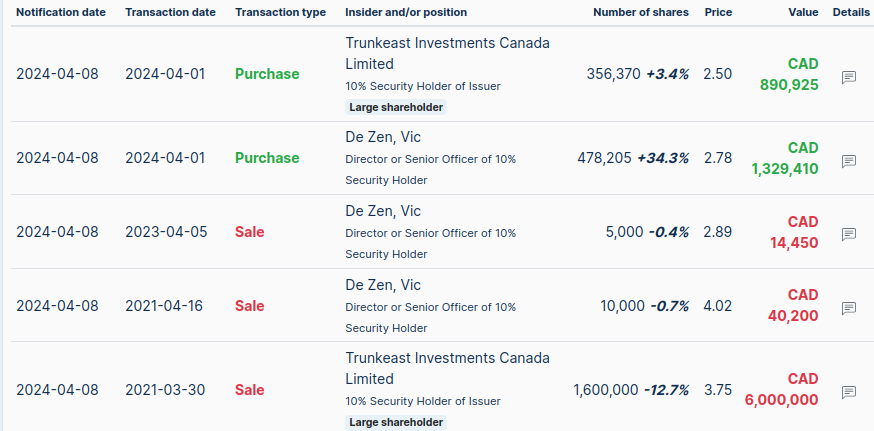 Notification date Transaction date Transaction type Insider and/or position Number of shares Price Value Details
Trunkeast Investments Canada
Limited
2024-04-08 2024-04-01 Purchase 356,370 +3.4% 2.50 CAD
890,925
10% Security Holder of Issuer
Large shareholder
De Zen, Vic
2024-04-08 2024-04-01 Purchase Director or Senior Officer of 10% 478,205 +34.3% 2.78 CAD
1,329,410
Security Holder
De Zen, Vic
2024-04-08 2023-04-05 Sale Director or Senior Officer of 10% 5,000 -0.4% 2.89 CAD
14,450
Security Holder
De Zen, Vic
2024-04-08 2021-04-16 Sale Director or Senior Officer of 10% 10,000 -0.7% 4.02 CAD
40,200
Security Holder
Trunkeast Investments Canada
Limited
2024-04-08 2021-03-30 Sale 1,600,000 -12.7% 3.75 CAD
6,000,000
10% Security Holder of Issuer
Large shareholder